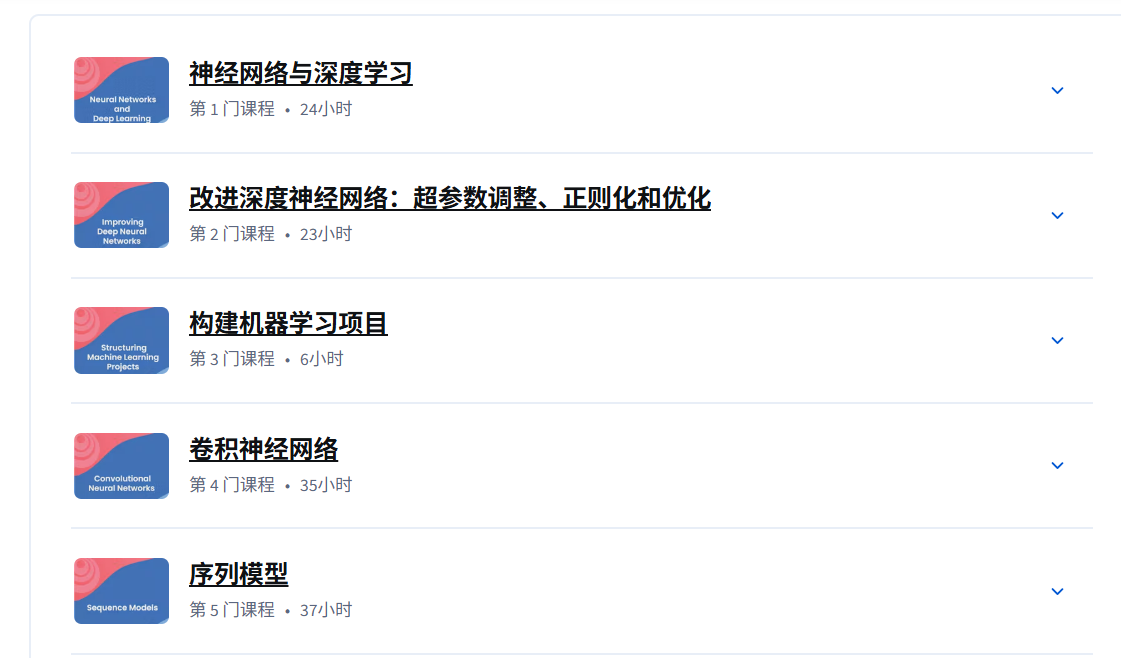 神经网络与深度学习
第 1 门课程 • 24小时
Neural Networks
and
Deep Learning
改进深度神经网络：超参数调整、正则化和优化
第 2 门课程 • 23小时
Improving
Deep Neural
Networks
构建机器学习项目
第 3 门课程 • 6小时
Structuring
Machine Learning
Projects
卷积神经网络
第 4 门课程 • 35小时
Convolutional
Neural Networks
序列模型
第 5 门课程 • 37小时
Sequence Models